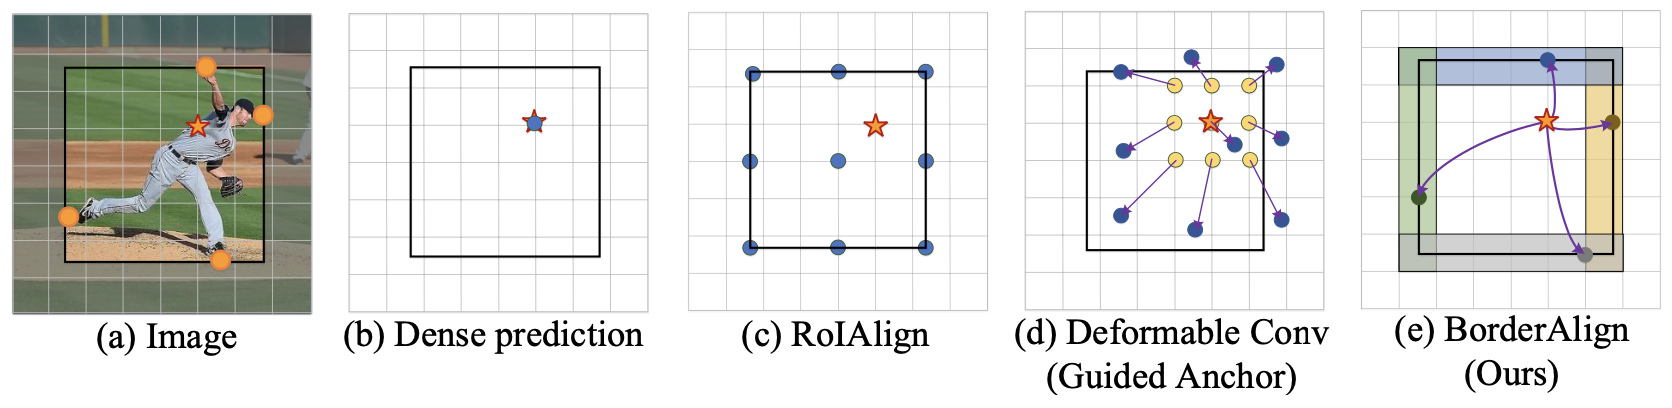 (a) Image
(b) Dense prediction
(c) RoIAlign
(d) Deformable Conv
(Guided Anchor)
(e) BorderAlign
(Ours)